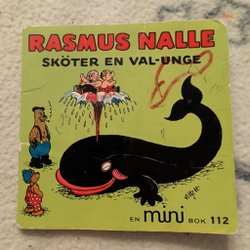 RASMUS NALLE
SKÖTER EN VAL-UNGE
EN mini BOK 112